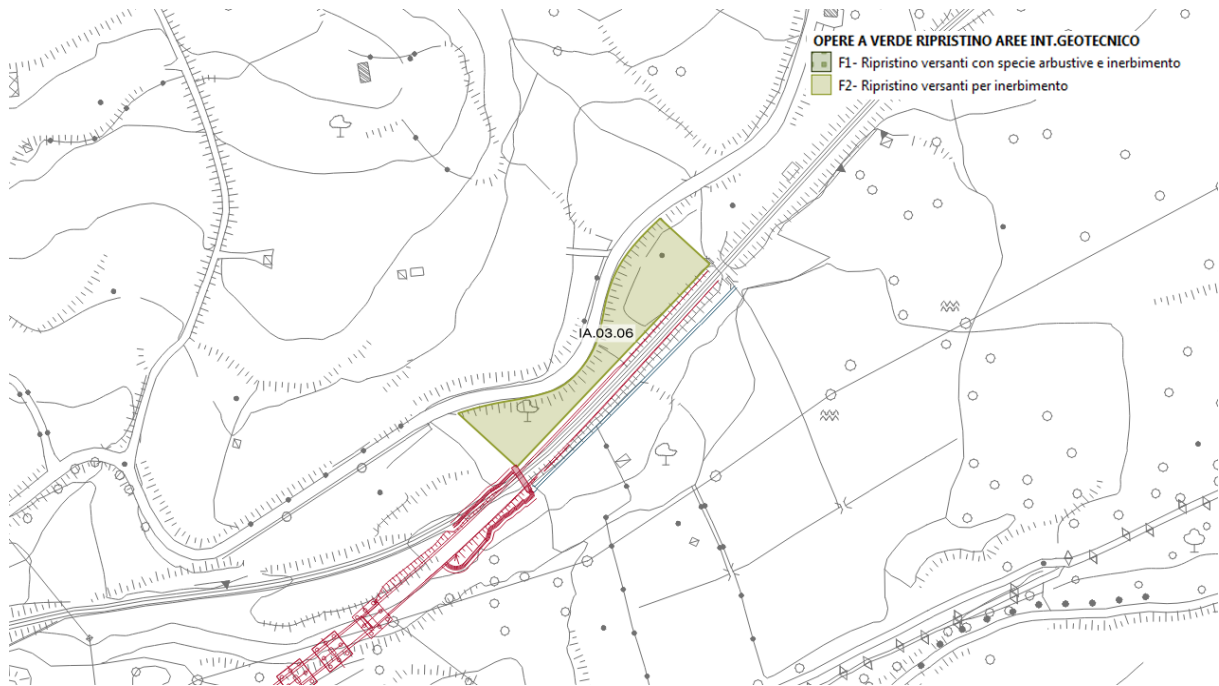 OPERE A VERDE RIPRISTINO AREE INT.GEOTECNICO
F1- Ripristino versanti con specie arbustive e inerbimento
F2- Ripristino versanti per inerbimento
IA.03.06